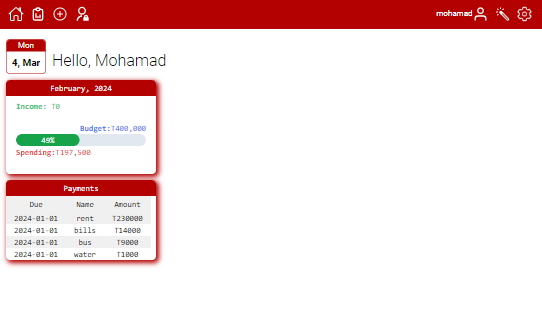 mohamad
Mon
4, Mar
Hello, Mohamad
February, 2024
Income: T0
Budget:T400,000
49%
Spending:T197,500
Payments
Due Name Amount
2024-01-01 rent T230000
2024-01-01 bills T14000
2024-01-01 bus T9000
2024-01-01 water T1000